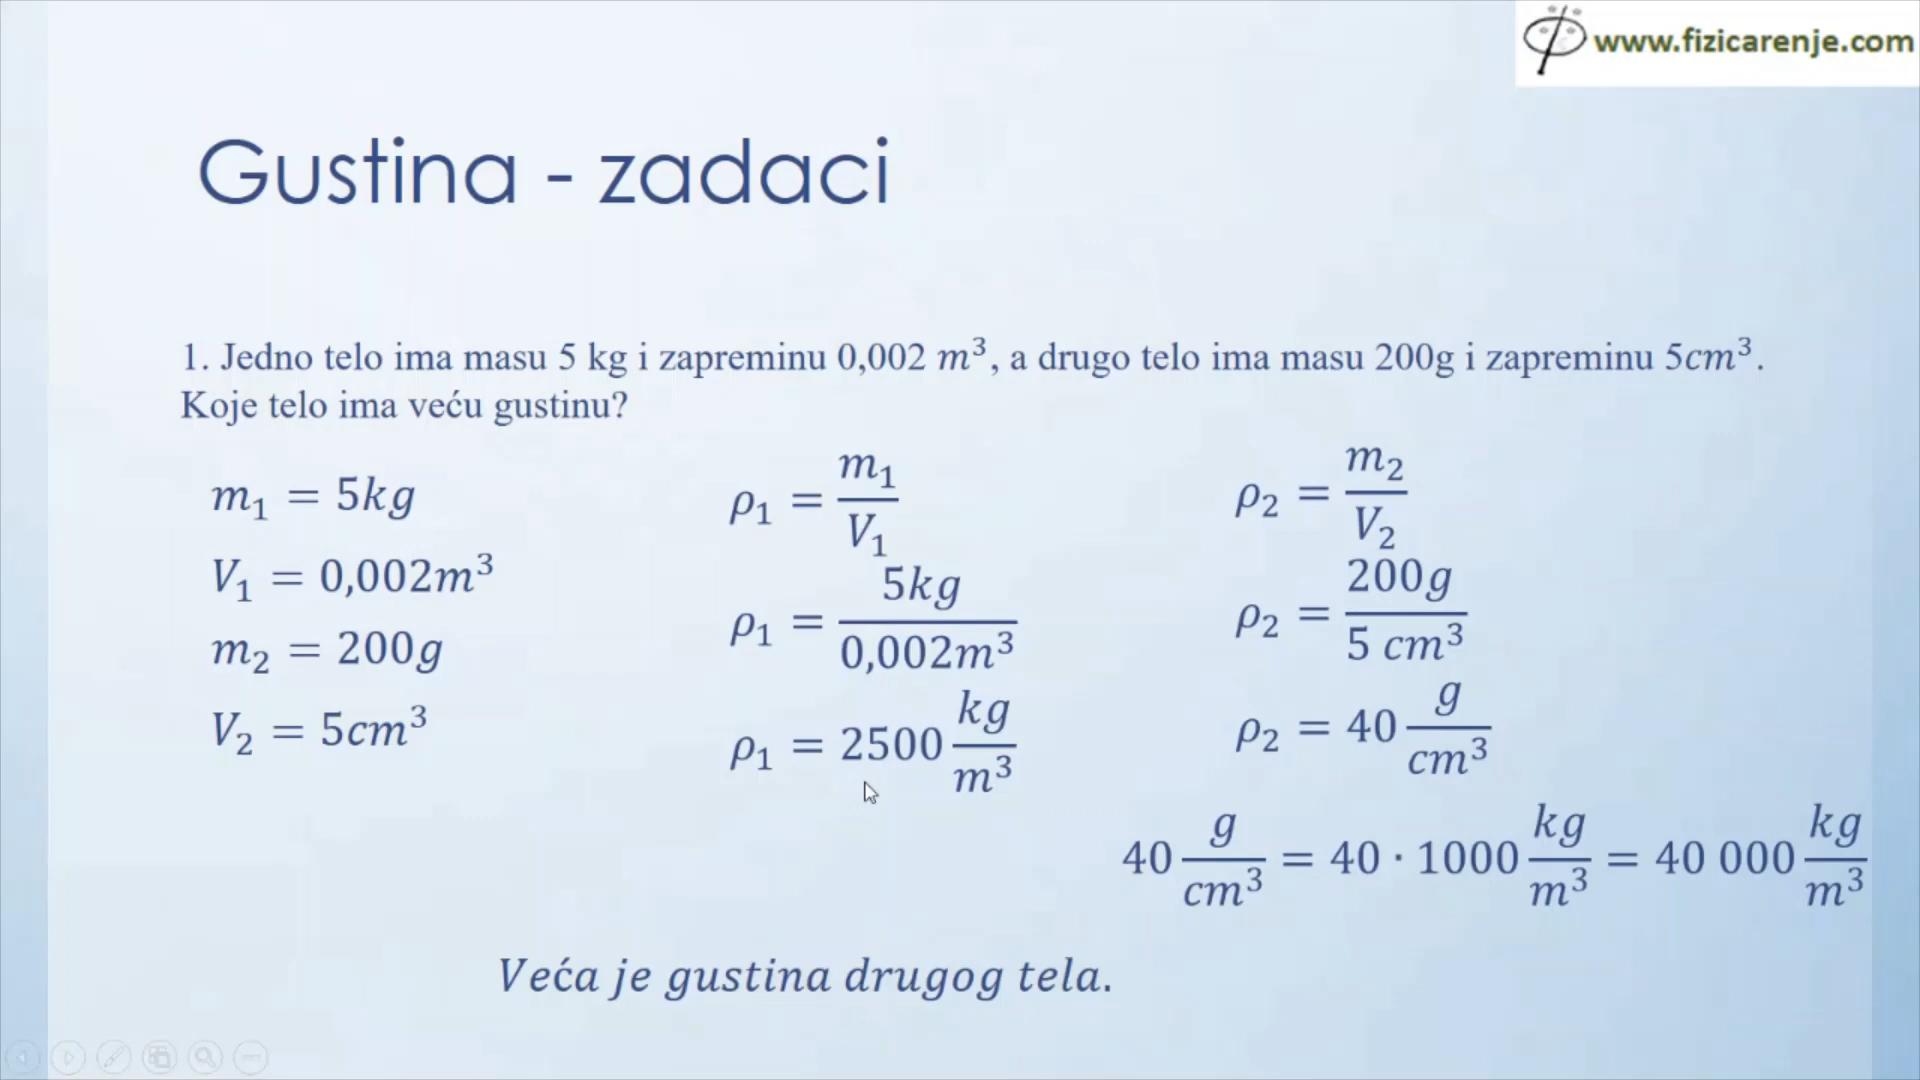 www.fizicarenje.com
Gustina - zadaci
1. Jedno telo ima masu 5 kg i zapreminu 0,002 m³, a drugo telo ima masu 200g i zapreminu 5cm³.
Koje telo ima veću gustinu?
m₁ = 5kg
V₁ = 0,002m³
m₂ = 200g
V₂ = 5cm³
ρ₁ = m₁/V₁
ρ₁ = 5kg/0,002m³
ρ₁ = 2500 kg/m³
ρ₂ = m₂/V₂
ρ₂ = 200g/5 cm³
ρ₂ = 40 g/cm³
40 g/cm³ = 40 · 1000 kg/m³ = 40 000 kg/m³
Veća je gustina drugog tela.